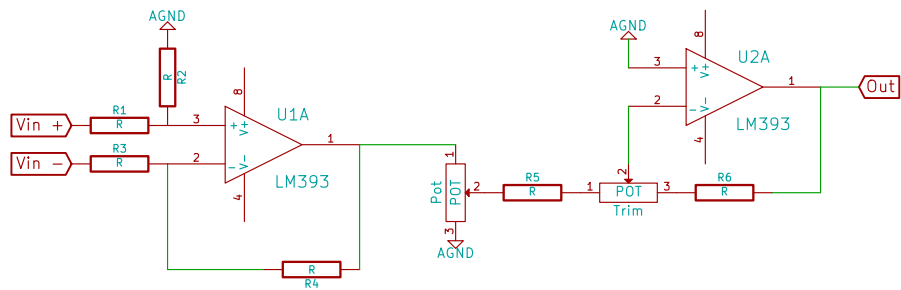 AGND
R
R2
8
U1A
Vin +
R1
R
3
+
V+
1
Vin -
R3
R
2
-
V-
LM393
4
R
R4
1
Pot
POT
2
3
AGND
R5
R
1
2
POT
3
Trim
R6
R
AGND
8
U2A
3
+
V+
1
Out
2
-
V-
LM393
4